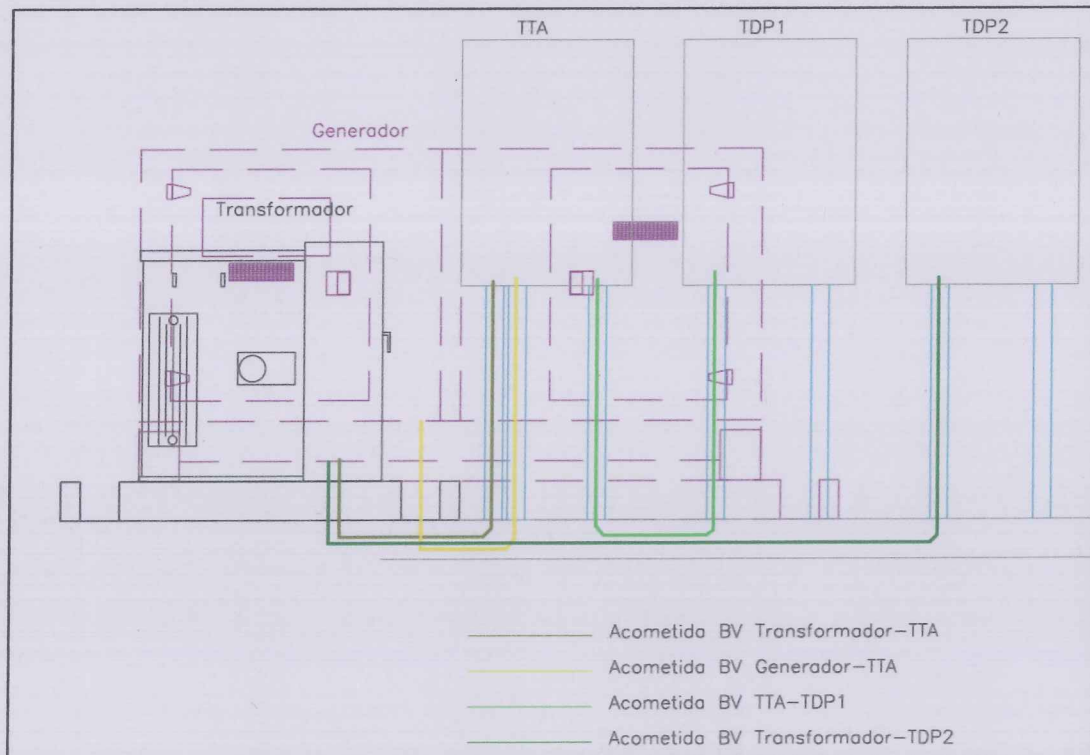 TTA
TDP1
TDP2
Generador
Transformador
Acometida BV Transformador-TTA
Acometida BV Generador-TTA
Acometida BV TTA-TDP1
Acometida BV Transformador-TDP2